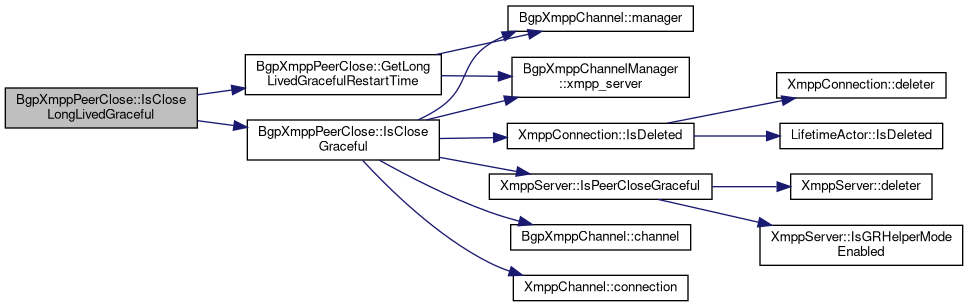 BgpXmppPeerClose::IsClose
LongLivedGraceful
BgpXmppPeerClose::GetLong
LivedGracefulRestartTime
BgpXmppPeerClose::IsClose
Graceful
BgpXmppChannel::manager
BgpXmppChannelManager
::xmpp_server
XmppConnection::IsDeleted
XmppServer::IsPeerCloseGraceful
BgpXmppChannel::channel
XmppChannel::connection
XmppConnection::deleter
LifetimeActor::IsDeleted
XmppServer::deleter
XmppServer::IsGRHelperMode
Enabled